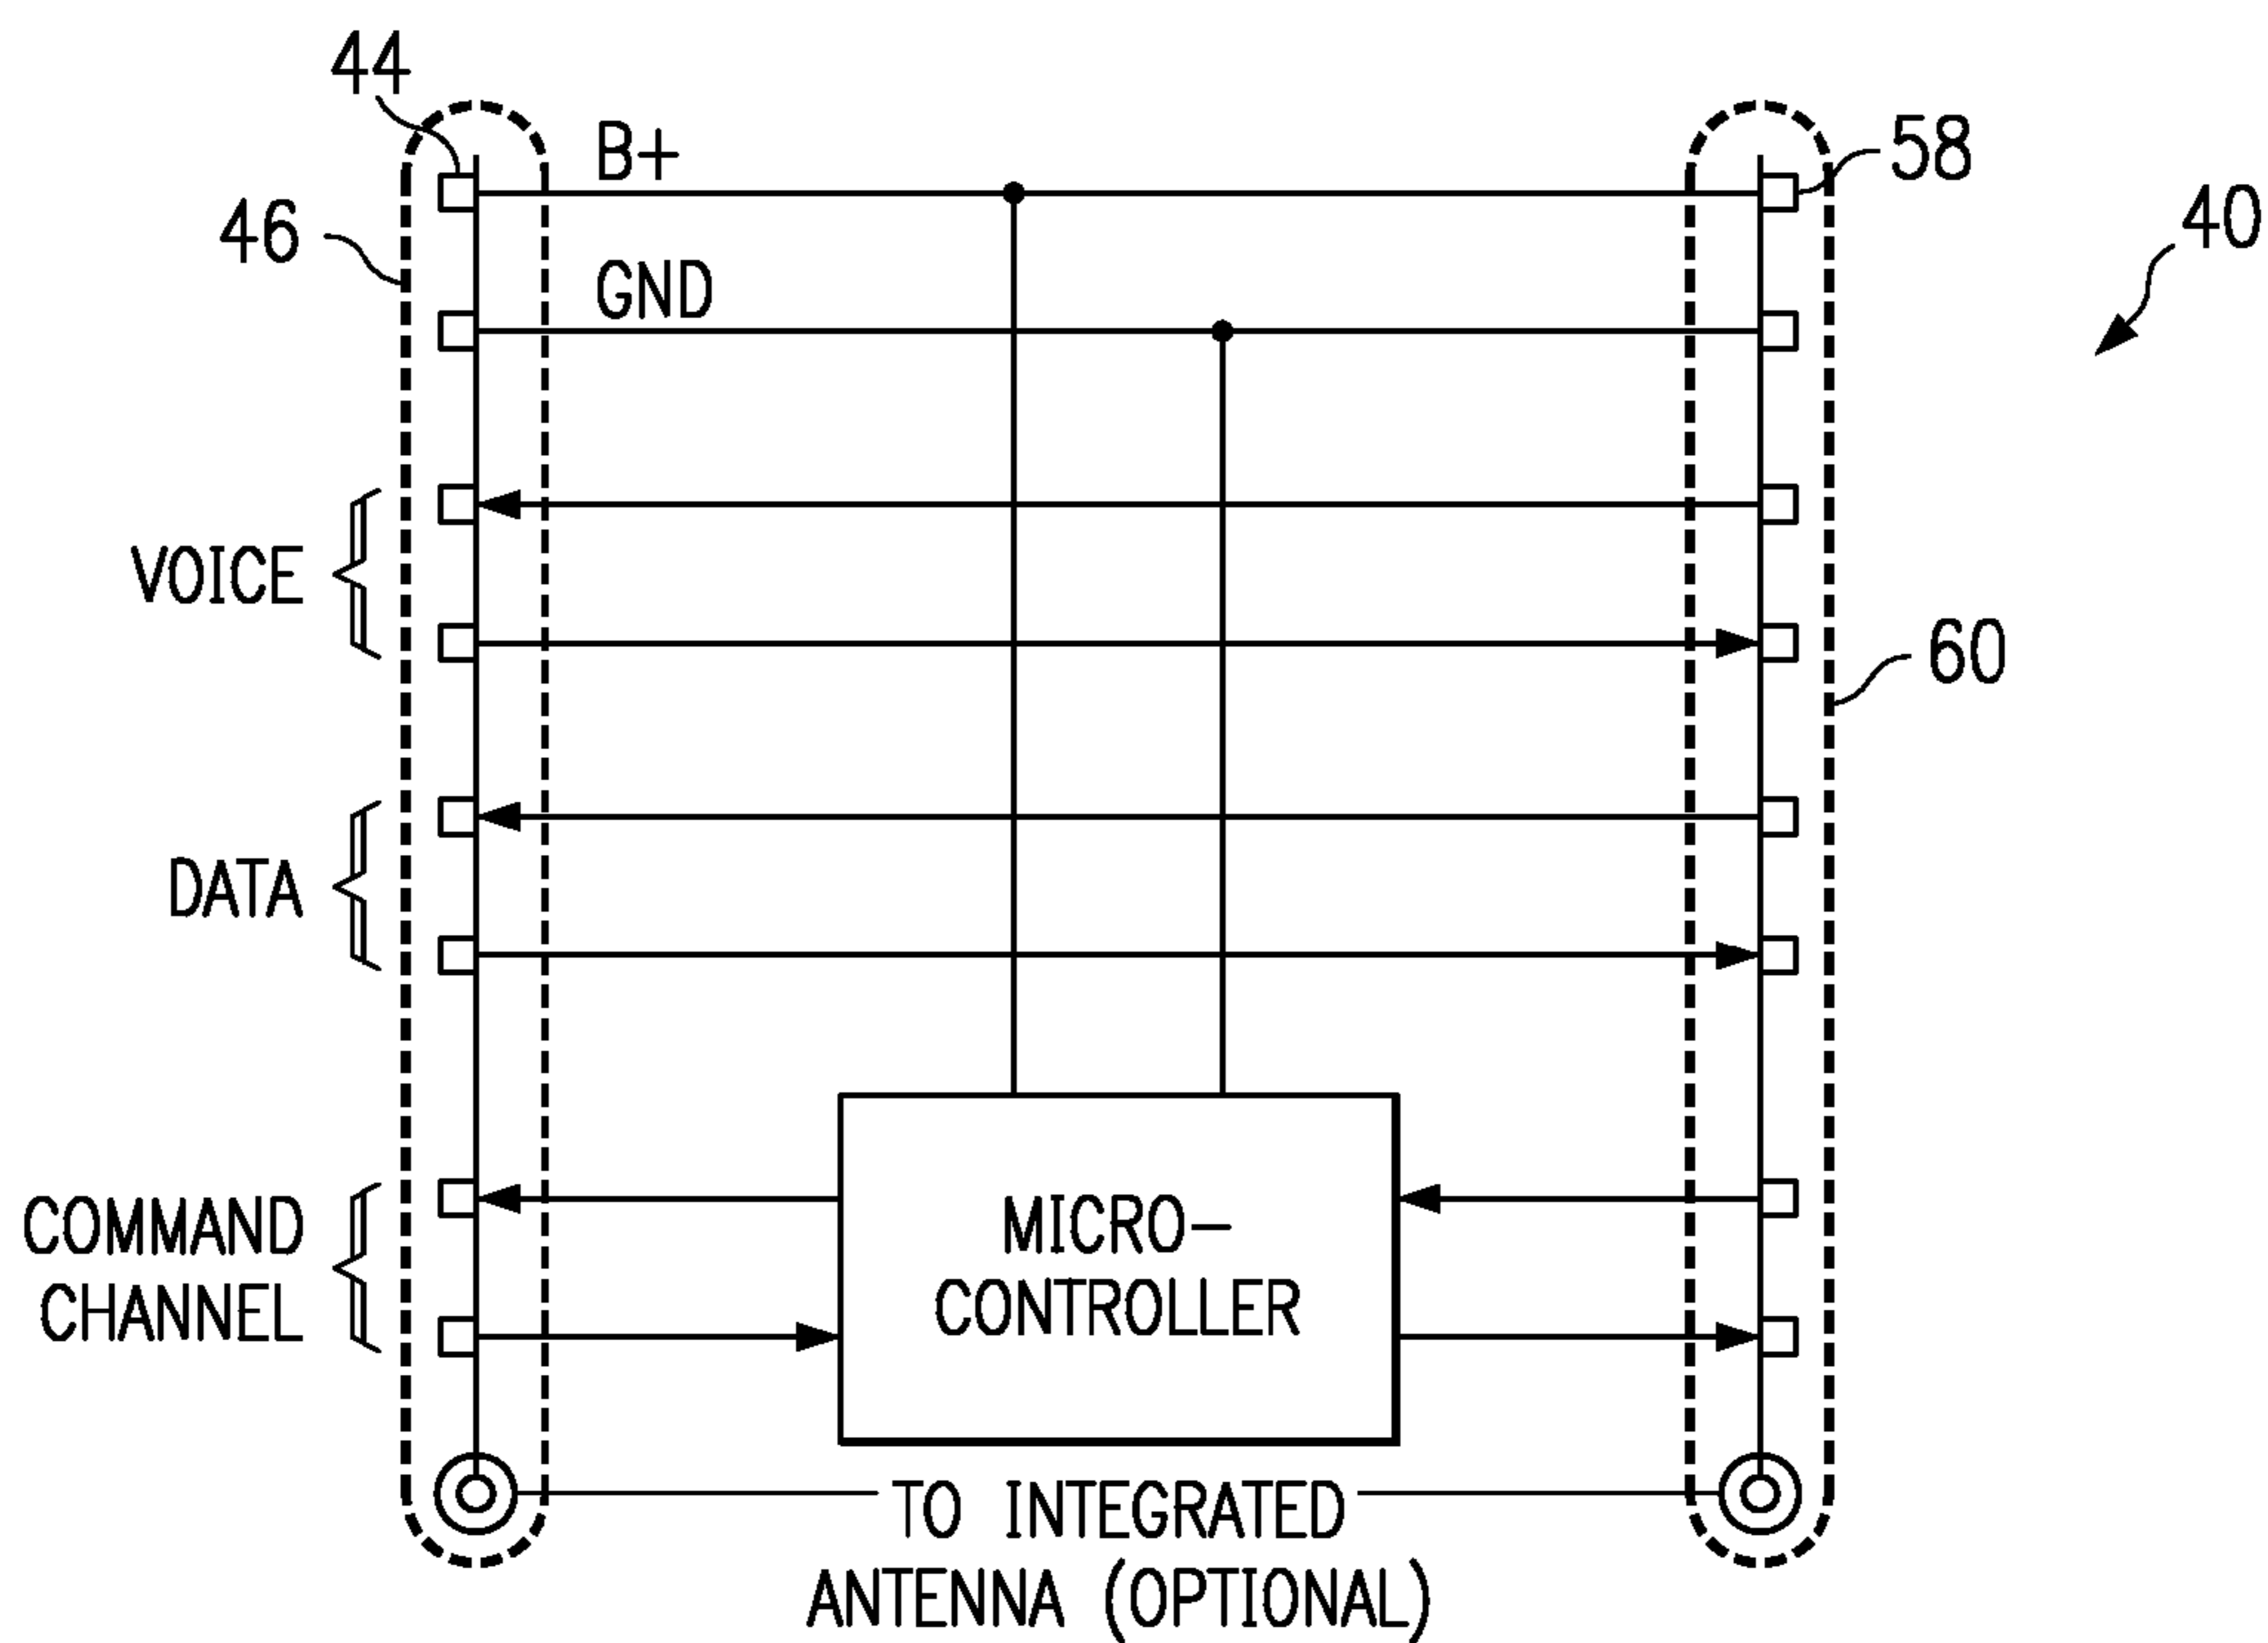 44
B+
58
46
40
GND
VOICE
60
DATA
COMMAND
CHANNEL
MICRO-
CONTROLLER
TO INTEGRATED
ANTENNA (OPTIONAL)